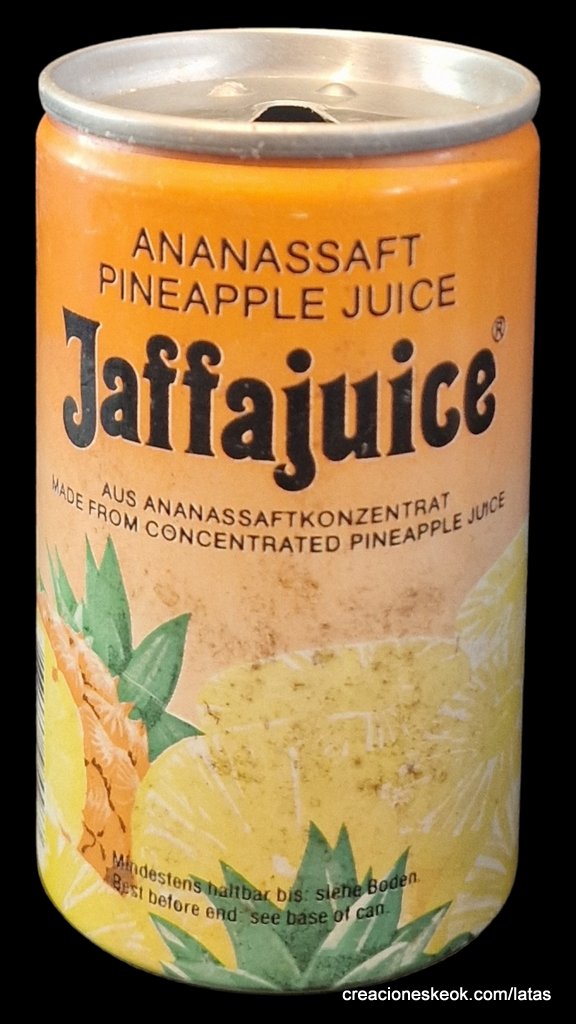 ANANASSAFT
PINEAPPLE JUICE
Jaffajuice®
AUS ANANASSAFTKONZENTRAT
MADE FROM CONCENTRATED PINEAPPLE JUICE
Mindestens haltbar bis: siehe Boden.
Best before end: see base of can.
creacioneskeok.com/latas